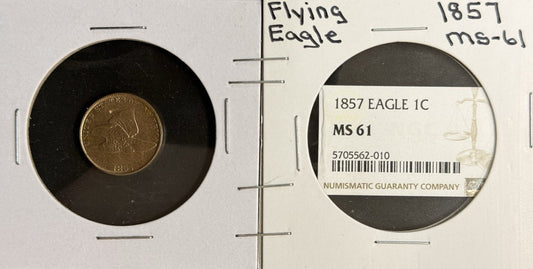 Flying 1857
Eagle MS-61
1857 EAGLE 1C
MS 61
5705562-010
NUMISMATIC GUARANTY COMPANY